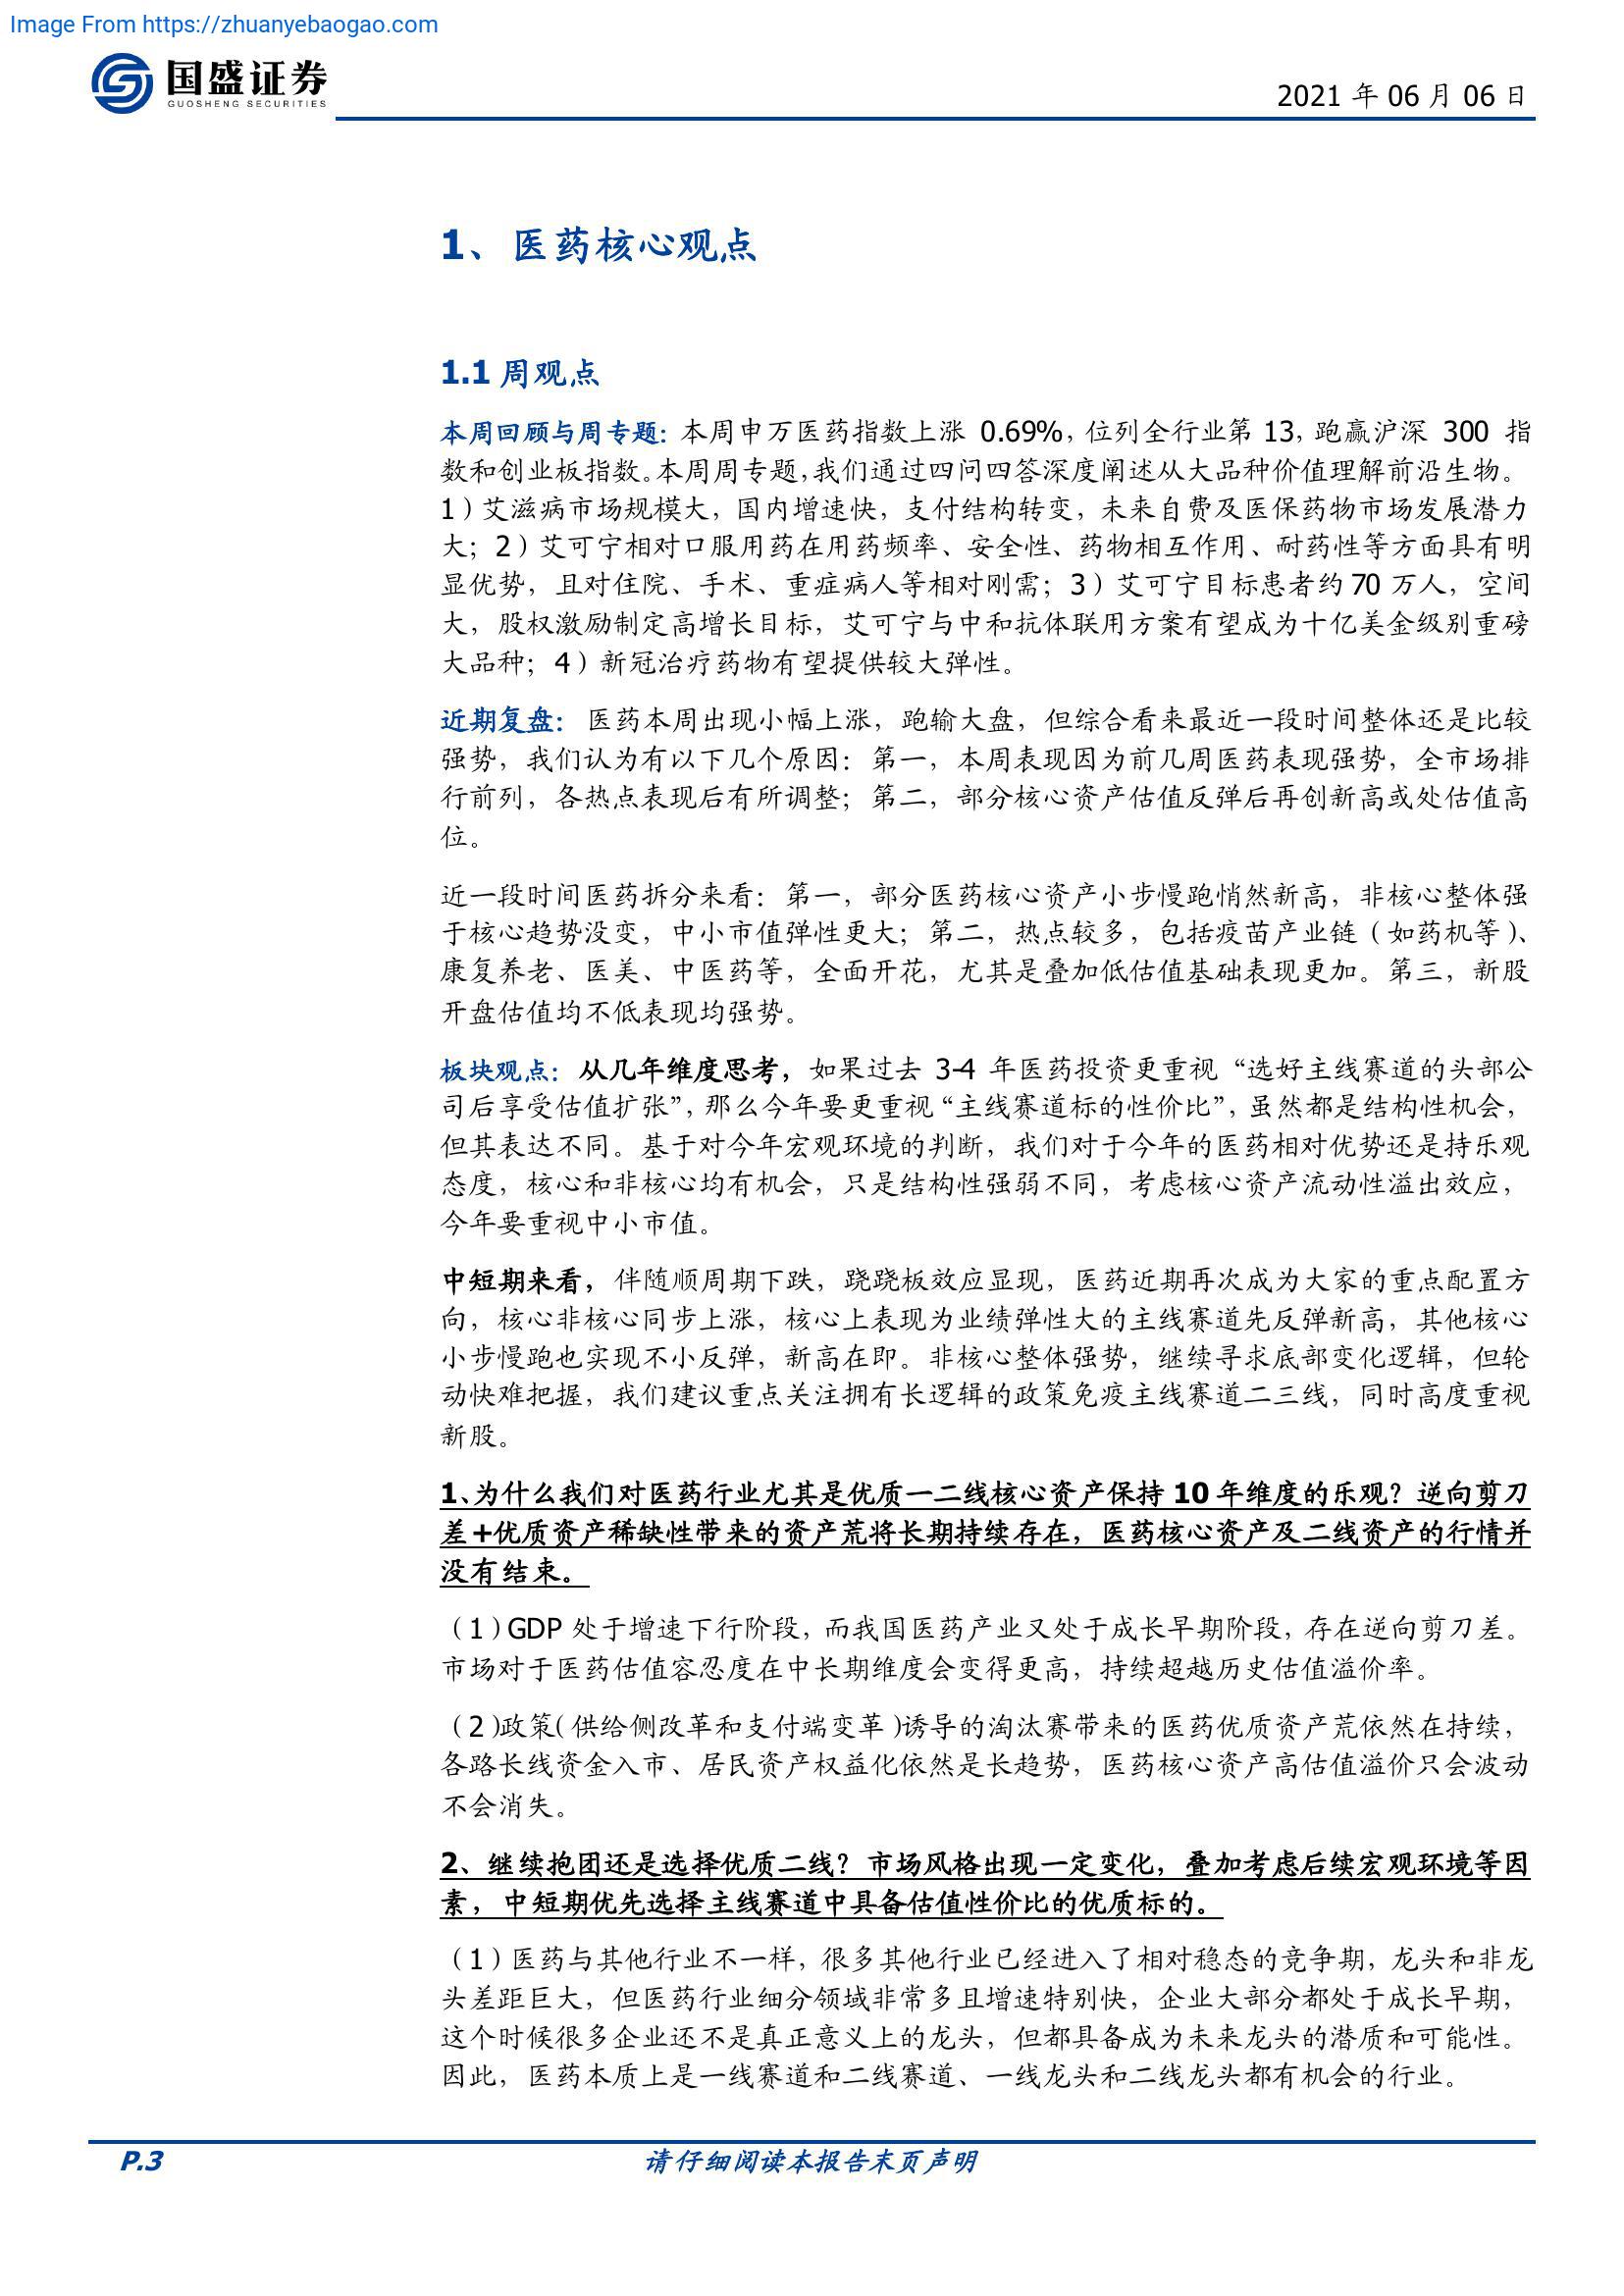 Image From https://zhuanyebaogao.com
国盛证券
GUOSHENG SECURITIES
2021 年 06 月 06 日
1、医药核心观点
1.1 周观点
本周回顾与周专题：本周申万医药指数上涨 0.69%，位列全行业第 13，跑赢沪深 300 指
数和创业板指数。本周周专题，我们通过四问四答深度阐述从大品种价值理解前沿生物。
1）艾滋病市场规模大，国内增速快，支付结构转变，未来自费及医保药物市场发展潜力
大；2）艾可宁相对口服用药在用药频率、安全性、药物相互作用、耐药性等方面具有明
显优势，且对住院、手术、重症病人等相对刚需；3）艾可宁目标患者约 70 万人，空间
大，股权激励制定高增长目标，艾可宁与中和抗体联用方案有望成为十亿美金级别重磅
大品种；4）新冠治疗药物有望提供较大弹性。
近期复盘： 医药本周出现小幅上涨，跑输大盘，但综合看来最近一段时间整体还是比较
强势，我们认为有以下几个原因：第一，本周表现因为前几周医药表现强势，全市场排
行前列，各热点表现后有所调整；第二，部分核心资产估值反弹后再创新高或处估值高
位。
近一段时间医药拆分来看：第一，部分医药核心资产小步慢跑悄然新高，非核心整体强
于核心趋势没变，中小市值弹性更大；第二，热点较多，包括疫苗产业链（如药机等）、
康复养老、医美、中医药等，全面开花，尤其是叠加低估值基础表现更加。第三，新股
开盘估值均不低表现均强势。
板块观点：从几年维度思考，如果过去 3-4 年医药投资更重视“选好主线赛道的头部公
司后享受估值扩张”，那么今年要更重视“主线赛道标的性价比”，虽然都是结构性机会，
但其表达不同。基于对今年宏观环境的判断，我们对于今年的医药相对优势还是持乐观
态度，核心和非核心均有机会，只是结构性强弱不同，考虑核心资产流动性溢出效应，
今年要重视中小市值。
中短期来看，伴随顺周期下跌，跷跷板效应显现，医药近期再次成为大家的重点配置方
向，核心非核心同步上涨，核心上表现为业绩弹性大的主线赛道先反弹新高，其他核心
小步慢跑也实现不小反弹，新高在即。非核心整体强势，继续寻求底部变化逻辑，但轮
动快难把握，我们建议重点关注拥有长逻辑的政策免疫主线赛道二三线，同时高度重视
新股。
1、为什么我们对医药行业尤其是优质一二线核心资产保持 10 年维度的乐观？逆向剪刀
差+优质资产稀缺性带来的资产荒将长期持续存在，医药核心资产及二线资产的行情并
没有结束。
（1）GDP 处于增速下行阶段，而我国医药产业又处于成长早期阶段，存在逆向剪刀差。
市场对于医药估值容忍度在中长期维度会变得更高，持续超越历史估值溢价率。
（2）政策（供给侧改革和支付端变革）诱导的淘汰赛带来的医药优质资产荒依然在持续，
各路长线资金入市、居民资产权益化依然是长趋势，医药核心资产高估值溢价只会波动
不会消失。
2、继续抱团还是选择优质二线？市场风格出现一定变化，叠加考虑后续宏观环境等因
素，中短期优先选择主线赛道中具备估值性价比的优质标的。
（1）医药与其他行业不一样，很多其他行业已经进入了相对稳态的竞争期，龙头和非龙
头差距巨大，但医药行业细分领域非常多且增速特别快，企业大部分都处于成长早期，
这个时候很多企业还不是真正意义上的龙头，但都具备成为未来龙头的潜质和可能性。
因此，医药本质上是一线赛道和二线赛道、一线龙头和二线龙头都有机会的行业。
P.3
请仔细阅读本报告末页声明